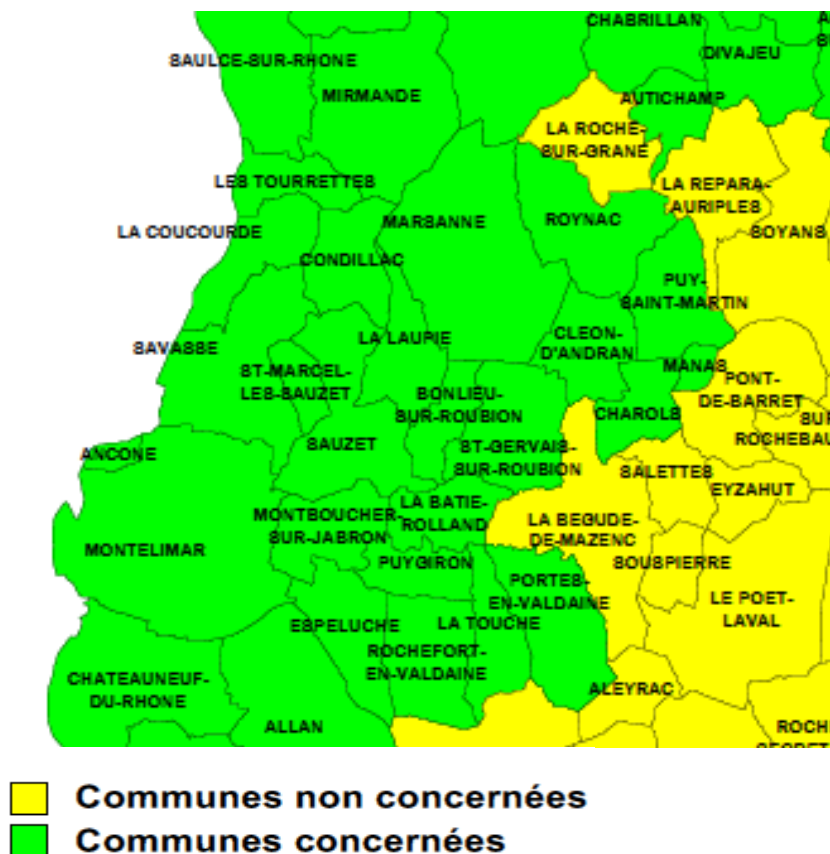 CHABRILLAN
DIVAJEU
SAULCE-SUR-RHONE
MIRMANDE
AUTICHAMP
LA ROCHE-
SUR-GRANE
LES TOURRETTES
LA REPARA-
AURIPLES
MARSANNE
ROYNAC
LA COUCOURDE
SOYANS
CONDILLAC
PUY-
SAINT-MARTIN
SAVASSE
LA LAUPIE
CLEON-
D'ANDRAN
ST-MARCEL-
LES-SAUZET
MANAS
PONT-
DE-BARRET
BONLIEU-
SUR-ROUBION
CHAROLS
SUR
ROCHEBAU
SAUZET
ST-GERVAIS-
SUR-ROUBION
ANCONE
SALETTES
EYZAHUT
LA BATIE-
ROLLAND
MONTBOUCHER-
SUR-JABRON
LA BEGUDE-
DE-MAZENC
MONTELIMAR
PUYGIRON
SOUSPIERRE
PORTES-
EN-VALDAINE
LE POET-
LAVAL
ESPELUCHE
LA TOUCHE
ROCHEFORT-
EN-VALDAINE
CHATEAUNEUF-
DU-RHONE
ALEYRAC
ALLAN
ROCH
Communes non concernées
Communes concernées